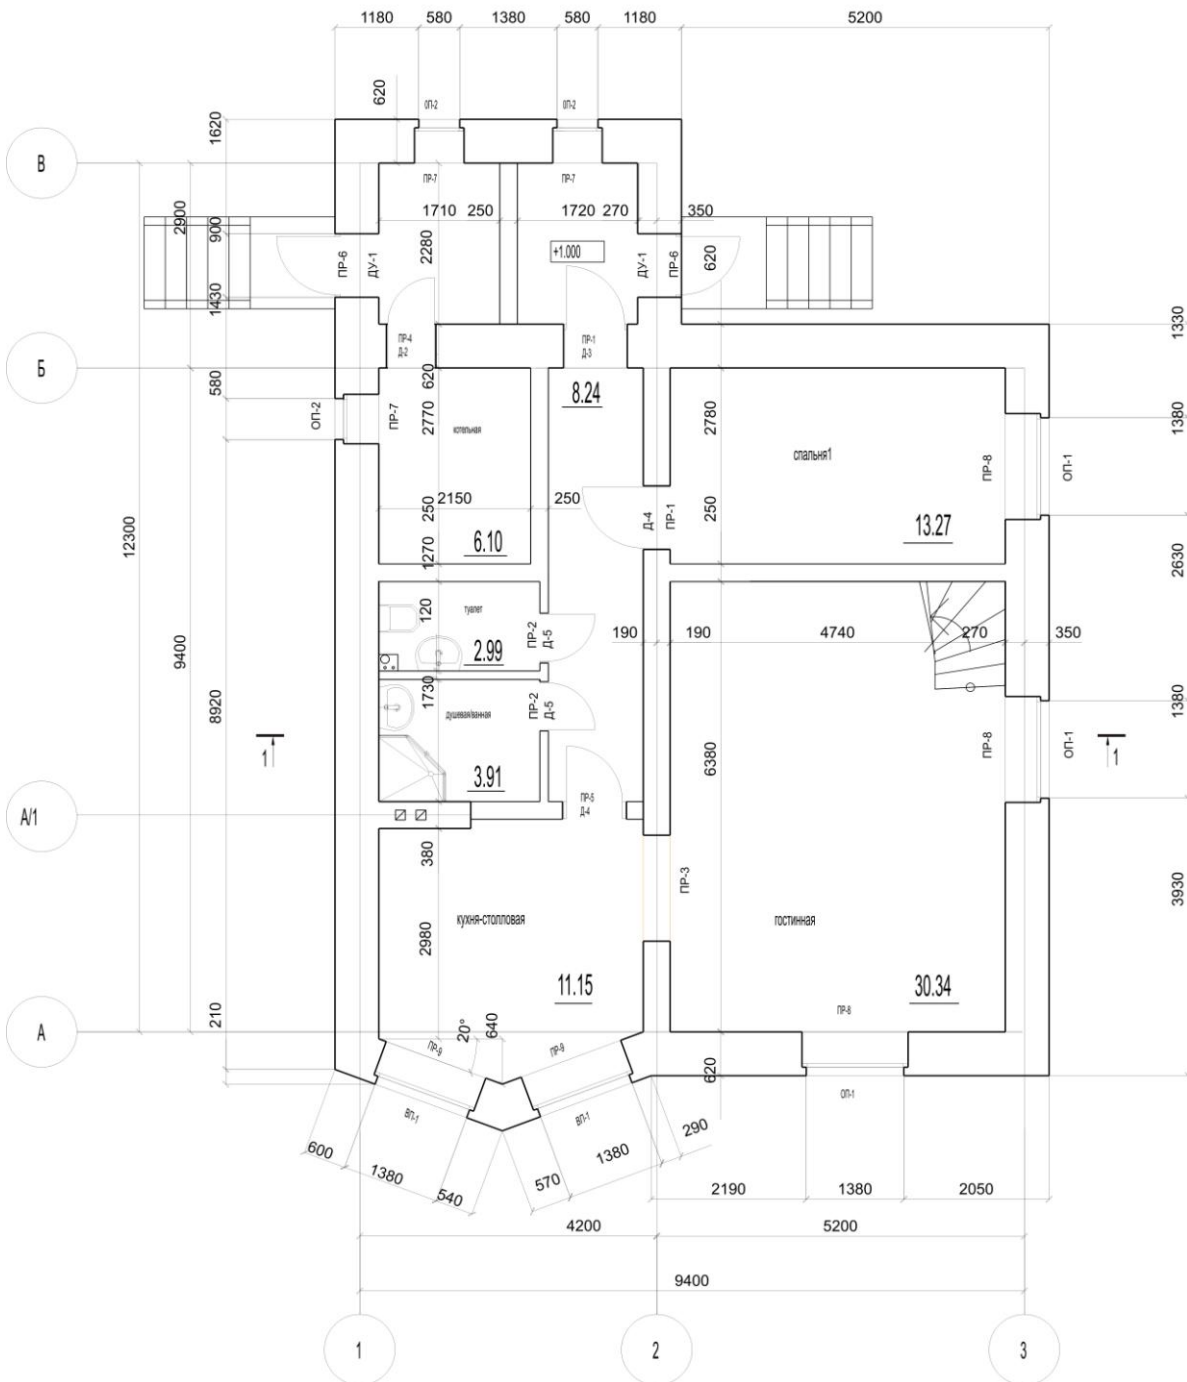 1180 580 1380 580 1180 5200
620
ОП-2 ОП-2
1620
В
ПР-7 ПР-7
2900
900
1710 250 1720 270 350
2280
+1.000
620
ПР-6 ДУ-1 ДУ-1 ПР-6
1430
1330
ПР-4 ПР-1
Д-2 Д-3
Б
580
620
8.24
ОП-2 ПР-7
2770
котельная
2780
спальня1
1380
ПР-8 ОП-1
2150 250
250
Д-4 ПР-1
250
12300
6.10
13.27
1270
2630
туалет
120
ПР-2 Д-5
2.99
190 190 4740 270 350
9400
8920
1730
душевая/ванная
ПР-2 Д-5
1380
1
6380
ПР-8 ОП-1
1
3.91
ПР-5
Д-4
А/1
380
ПР-3
3930
кухня-столловая
гостинная
2980
11.15
30.34
210
А
20°
640
ПР-9 ПР-9
ПР-8
620
ВП-1 ВП-1
ОП-1
600 1380 540 570 1380 290
2190 1380 2050
4200 5200
9400
1 2 3